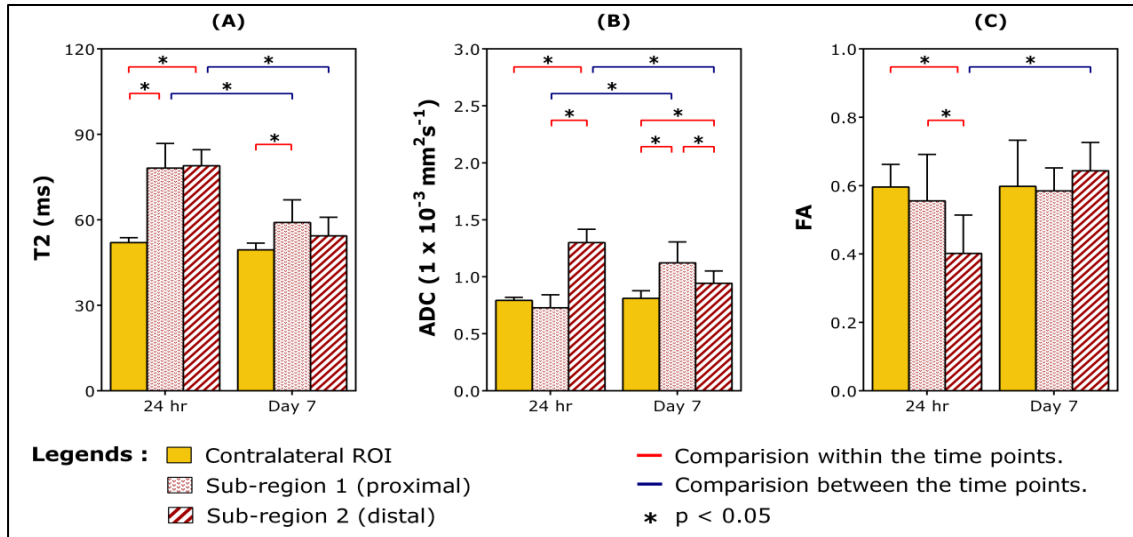 (A)
(B)
(C)
T2 (ms)
120
90
60
30
0
* *
* *
*
24 hr Day 7
ADC (1 x 10⁻³ mm²s⁻¹)
3.0
2.5
2.0
1.5
1.0
0.5
0.0
* *
*
* *
* *
24 hr Day 7
FA
1.0
0.8
0.6
0.4
0.2
0.0
* *
*
24 hr Day 7
Legends :
Contralateral ROI
Sub-region 1 (proximal)
Sub-region 2 (distal)
Comparision within the time points.
Comparision between the time points.
* p < 0.05